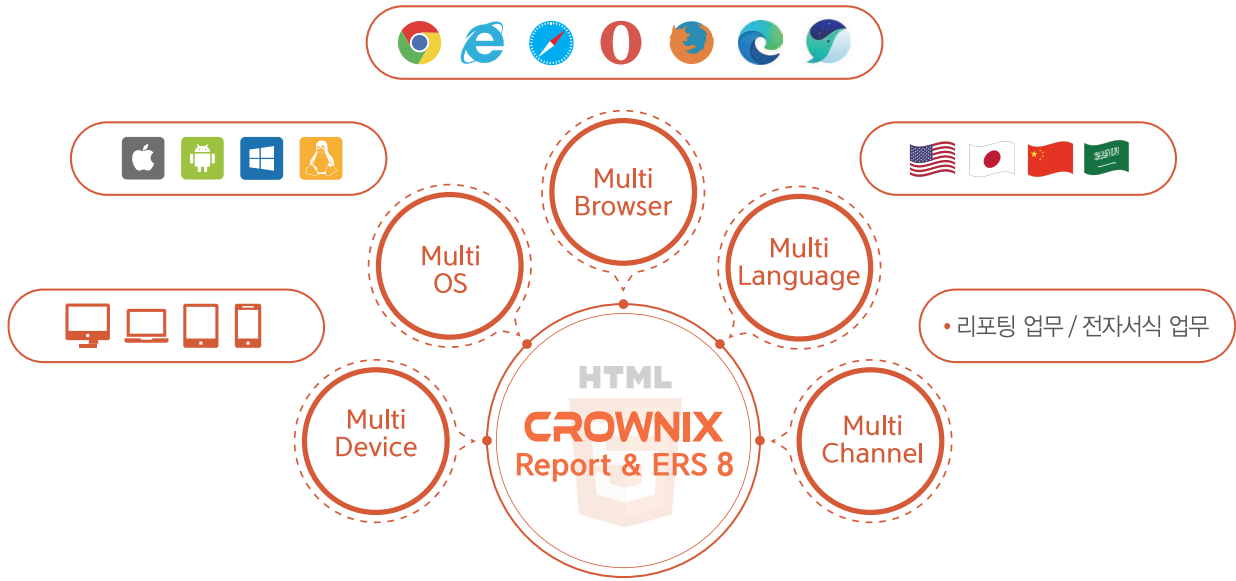 Multi
Browser
Multi
OS
Multi
Language
• 리포팅 업무 / 전자서식 업무
HTML
CROWNIX
Report & ERS 8
Multi
Device
Multi
Channel